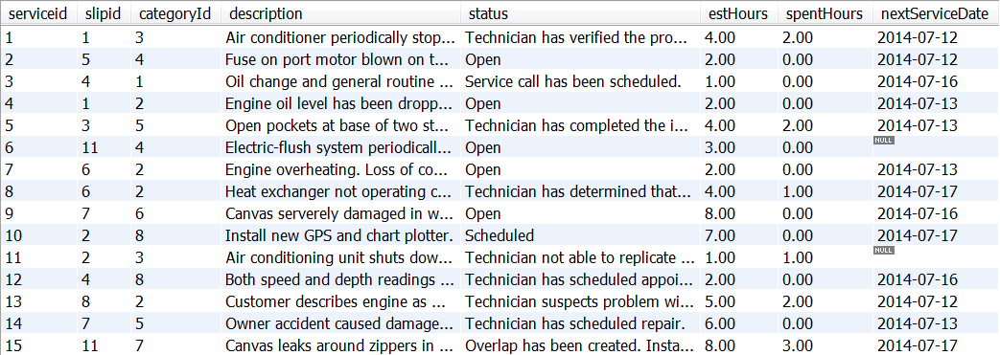 serviceid slipid categoryId description status estHours spentHours nextServiceDate
1 1 3 Air conditioner periodically stop... Technician has verified the pro... 4.00 2.00 2014-07-12
2 5 4 Fuse on port motor blown on t... Open 2.00 0.00 2014-07-12
3 4 1 Oil change and general routine ... Service call has been scheduled. 1.00 0.00 2014-07-16
4 1 2 Engine oil level has been dropp... Open 2.00 0.00 2014-07-13
5 3 5 Open pockets at base of two st... Technician has completed the i... 4.00 2.00 2014-07-13
6 11 4 Electric-flush system periodicall... Open 3.00 0.00 NULL
7 6 2 Engine overheating. Loss of co... Open 2.00 0.00 2014-07-13
8 6 2 Heat exchanger not operating c... Technician has determined that... 4.00 1.00 2014-07-17
9 7 6 Canvas serverely damaged in w... Open 8.00 0.00 2014-07-16
10 2 8 Install new GPS and chart plotter. Scheduled 7.00 0.00 2014-07-17
11 2 3 Air conditioning unit shuts dow... Technician not able to replicate ... 1.00 1.00 NULL
12 4 8 Both speed and depth readings ... Technician has scheduled appoi... 2.00 0.00 2014-07-16
13 8 2 Customer describes engine as ... Technician suspects problem wi... 5.00 2.00 2014-07-12
14 7 5 Owner accident caused damage... Technician has scheduled repair. 6.00 0.00 2014-07-13
15 11 7 Canvas leaks around zippers in ... Overlap has been created. Insta... 8.00 3.00 2014-07-17